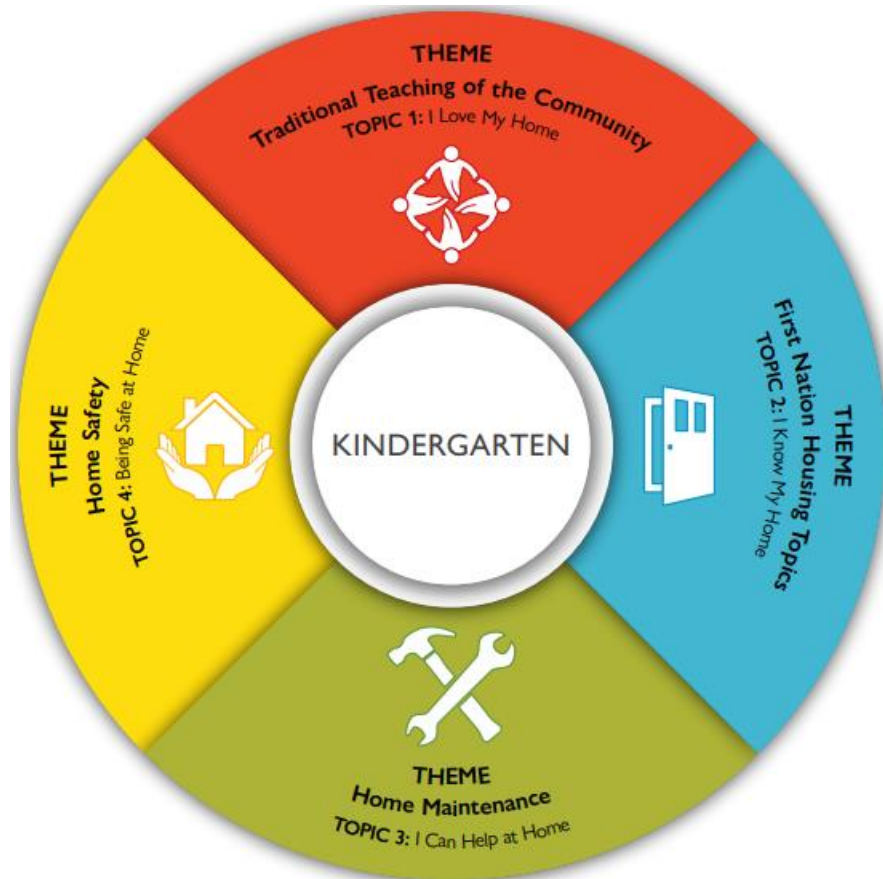 THEME
Traditional Teaching of the Community
TOPIC 1: I Love My Home
THEME
First Nation Housing Topics
TOPIC 2: I Know My Home
THEME
Home Maintenance
TOPIC 3: I Can Help at Home
THEME
Home Safety
TOPIC 4: Being Safe at Home
KINDERGARTEN